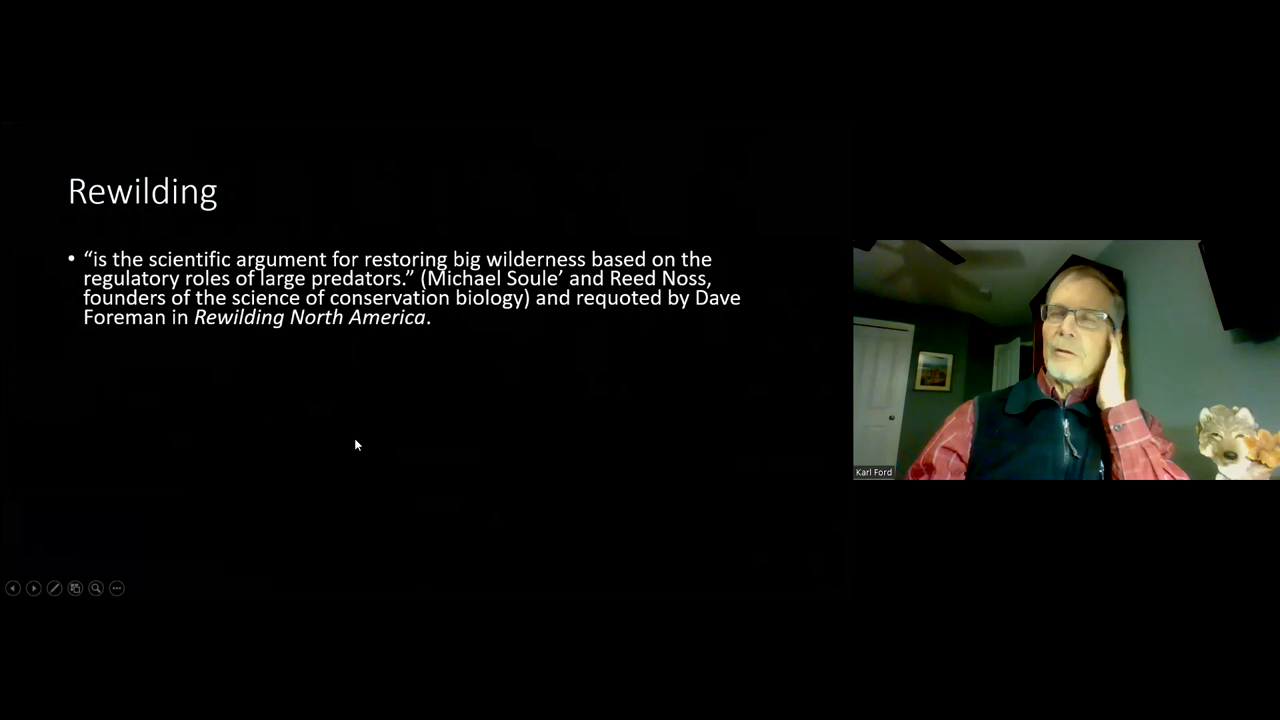 Rewilding
• “is the scientific argument for restoring big wilderness based on the
regulatory roles of large predators.” (Michael Soule’ and Reed Noss,
founders of the science of conservation biology) and requoted by Dave
Foreman in Rewilding North America.
Karl Ford